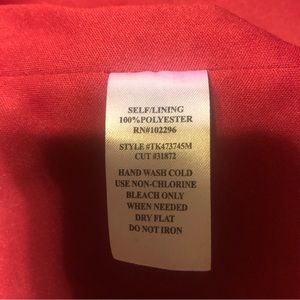 SELF/LINING
100%POLYESTER
RN#102296
STYLE #TK473745M
CUT #31872
HAND WASH COLD
USE NON-CHLORINE
BLEACH ONLY
WHEN NEEDED
DRY FLAT
DO NOT IRON